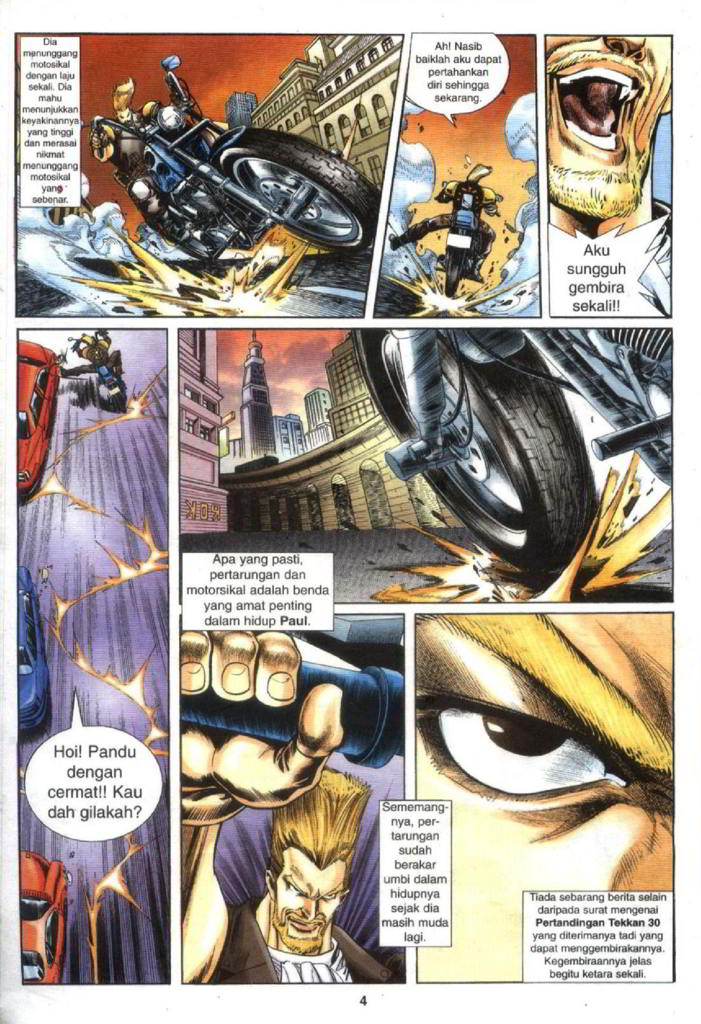 Dia
menunggang
motosikal
dengan laju
sekali. Dia
mahu
menunjukkan
keyakinannya
yang tinggi
dan merasai
nikmat
menunggang
motosikal
yang
sebenar.
Ah! Nasib
baiklah aku dapat
pertahankan
diri sehingga
sekarang.
Aku
sungguh
gembira
sekali!!
Hoi! Pandu
dengan
cermat!! Kau
dah gilakah?
KOK
Apa yang pasti,
pertarungan dan
motorsikal adalah benda
yang amat penting
dalam hidup Paul.
Sememang-
nya, per-
tarungan
sudah
berakar
umbi dalam
hidupnya
sejak dia
masih muda
lagi.
Tiada sebarang berita selain
daripada surat mengenai
Pertandingan Tekkan 30
yang diterimanya tadi yang
dapat menggembirakannya.
Kegembiraannya jelas
begitu ketara sekali.
4